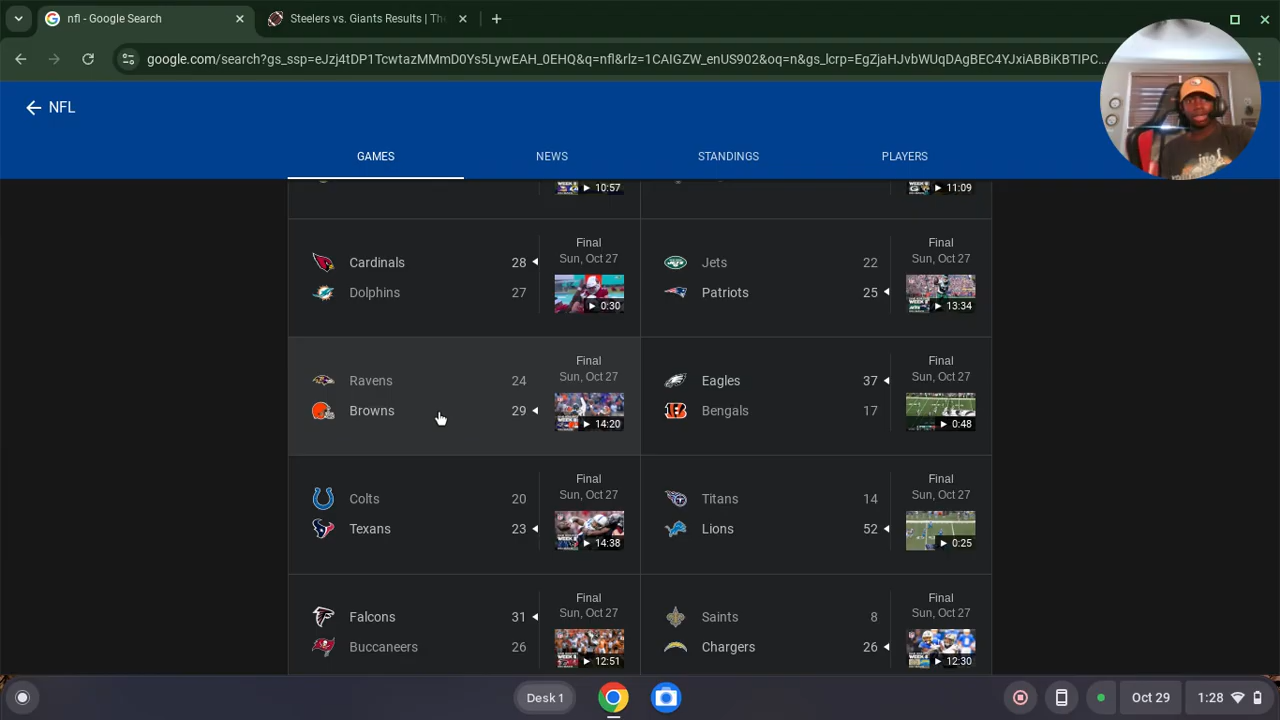 nfl - Google Search
Steelers vs. Giants Results | Th
google.com/search?gs_ssp=eJzj4tDP1TcwtazMMmD0Ys5LywEAH_0EHQ&q=nfl&rlz=1CAIGZW_enUS902&oq=n&gs_lcrp=EgZjaHJvbWUqDAgBEC4YJxiABBiKBTIPC...
NFL
GAMES
NEWS
STANDINGS
PLAYERS
10:57
11:09
Cardinals 28
Dolphins 27
Final
Sun, Oct 27
0:30
Jets 22
Patriots 25
Final
Sun, Oct 27
13:34
Ravens 24
Browns 29
Final
Sun, Oct 27
14:20
Eagles 37
Bengals 17
Final
Sun, Oct 27
0:48
Colts 20
Texans 23
Final
Sun, Oct 27
14:38
Titans 14
Lions 52
Final
Sun, Oct 27
0:25
Falcons 31
Buccaneers 26
Final
Sun, Oct 27
12:51
Saints 8
Chargers 26
Final
Sun, Oct 27
12:30
Desk 1
Oct 29
1:28